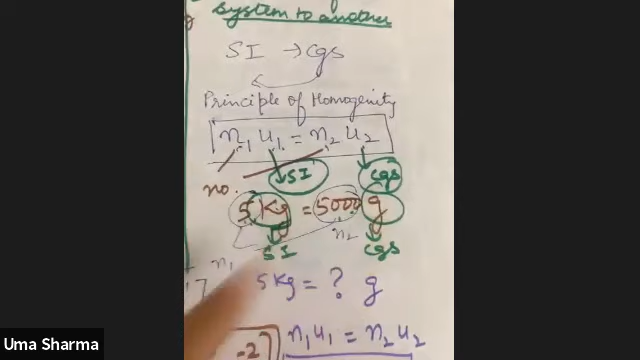 system to another
SI → cgs
Principle of Homogenity
n1 u1 = n2 u2
no. SI cgs
5 Kg = 5000 g
n2
SI cgs
n1
5 Kg = ? g
-2
n1 u1 = n2 u2
Uma Sharma